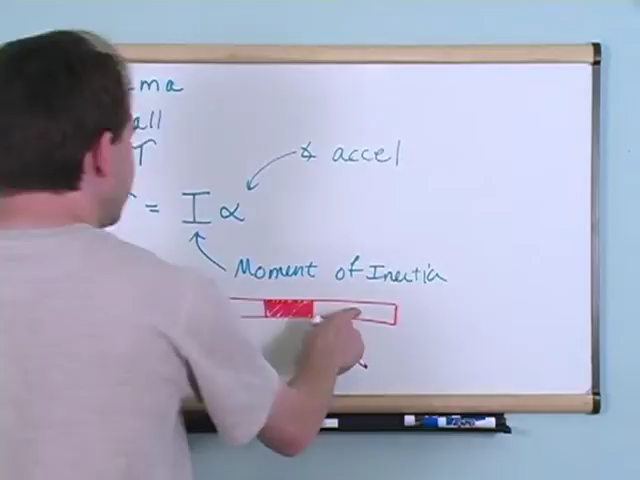 ma
all
∡ accel
= I α
Moment of Inertia